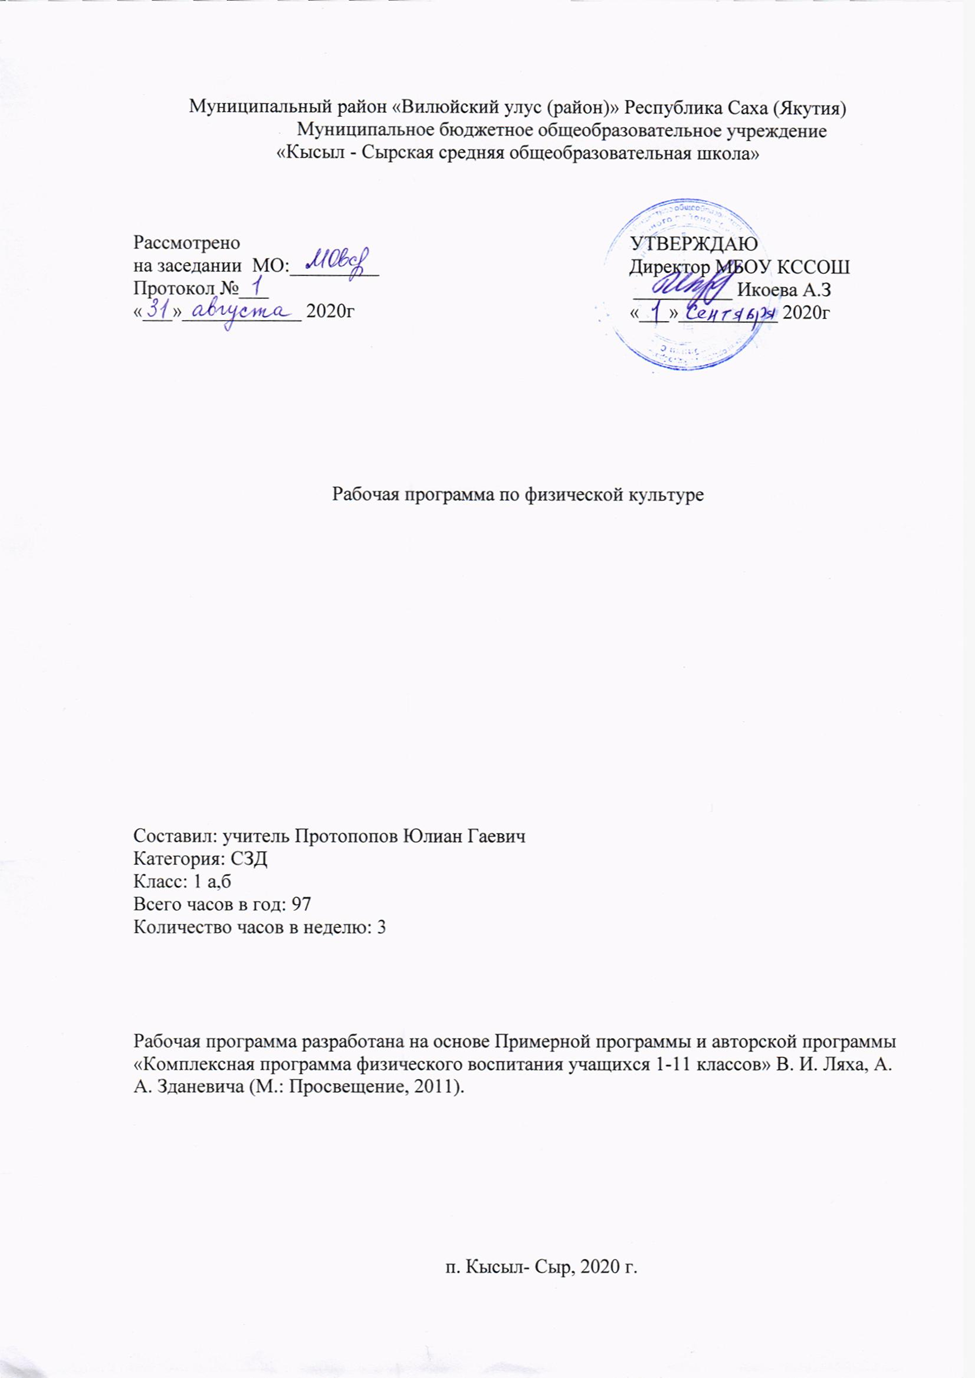 Муниципальный район «Вилюйский улус (район)» Республика Саха (Якутия)
Муниципальное бюджетное общеобразовательное учреждение
«Кысыл - Сырская средняя общеобразовательная школа»
Рассмотрено
на заседании МО:
Протокол № 1
«31» августа 2020г
УТВЕРЖДАЮ
Директор МБОУ КССОШ
Икоева А.З
«1» Сентября 2020г
Рабочая программа по физической культуре
Составил: учитель Протопопов Юлиан Гаевич
Категория: СЗД
Класс: 1 а,б
Всего часов в год: 97
Количество часов в неделю: 3
Рабочая программа разработана на основе Примерной программы и авторской программы
«Комплексная программа физического воспитания учащихся 1-11 классов» В. И. Ляха, А.
А. Зданевича (М.: Просвещение, 2011).
п. Кысыл- Сыр, 2020 г.